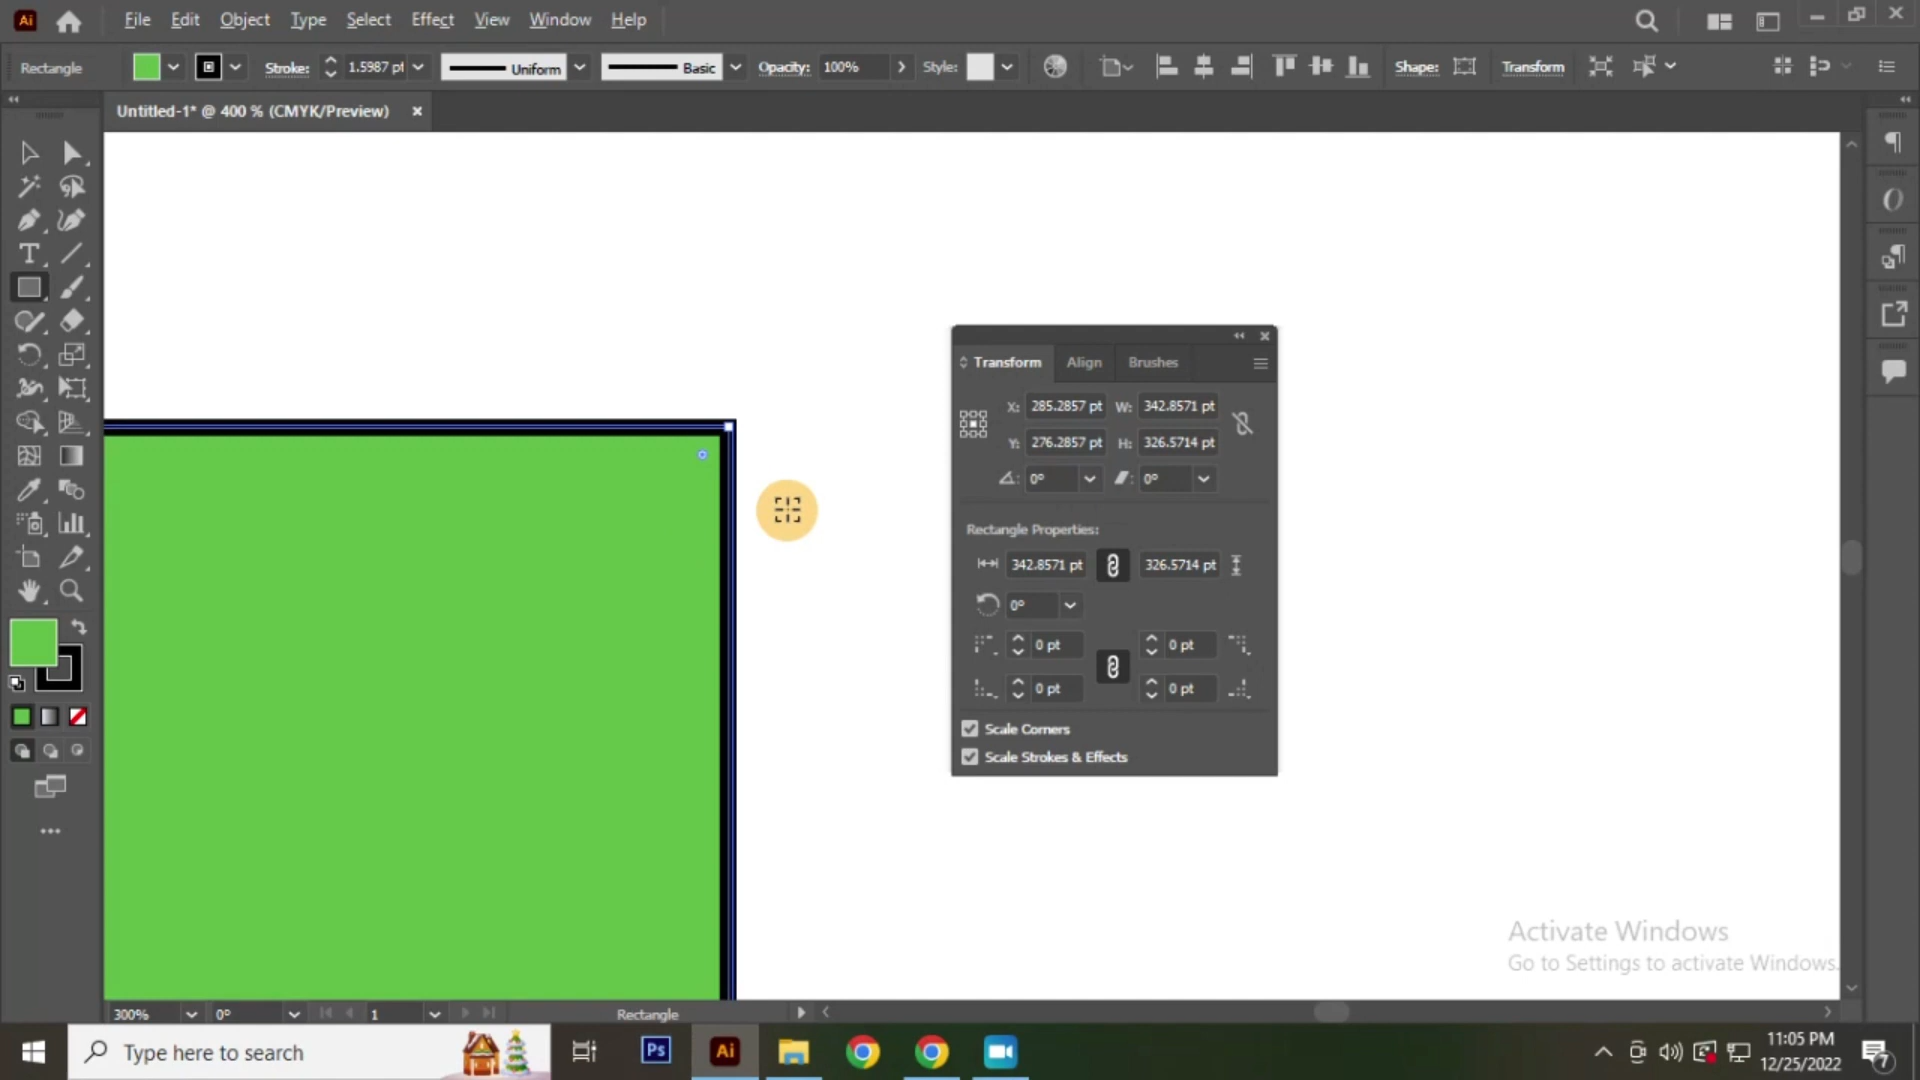 Ai File Edit Object Type Select Effect View Window Help
Rectangle Stroke: 1.5987 pt Uniform Basic Opacity: 100% Style: Shape: Transform
Untitled-1* @ 400 % (CMYK/Preview) ×
Transform Align Brushes
X: 285.2857 pt W: 342.8571 pt
Y: 276.2857 pt H: 326.5714 pt
0° 0°
Rectangle Properties:
342.8571 pt 326.5714 pt
0°
0 pt 0 pt
0 pt 0 pt
Scale Corners
Scale Strokes & Effects
Activate Windows
Go to Settings to activate Windows.
300% 0° 1 Rectangle
Type here to search Ps Ai 11:05 PM
12/25/2022 7